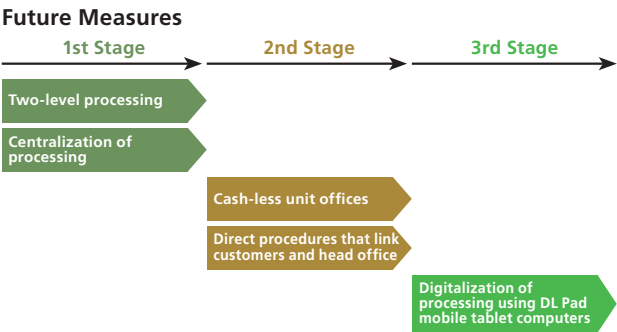 Future Measures
1st Stage
2nd Stage
3rd Stage
Two-level processing
Centralization of
processing
Cash-less unit offices
Direct procedures that link
customers and head office
Digitalization of
processing using DL Pad
mobile tablet computers